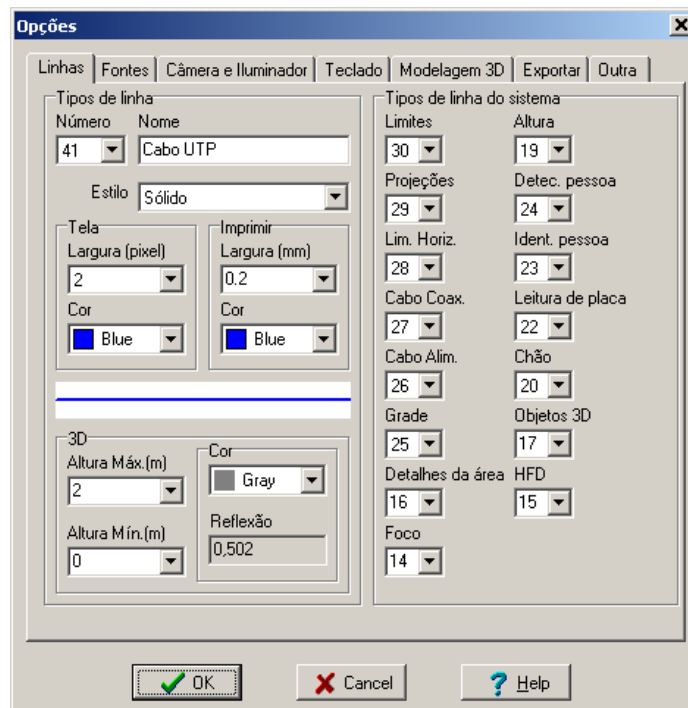 Opções
Linhas Fontes Câmera e Iluminador Teclado Modelagem 3D Exportar Outra
Tipos de linha
Número Nome
41 Cabo UTP
Estilo Sólido
Tela
Largura (pixel)
2
Cor
Blue
Imprimir
Largura (mm)
0.2
Cor
Blue
3D
Altura Máx.(m)
2
Altura Mín.(m)
0
Cor
Gray
Reflexão
0,502
Tipos de linha do sistema
Limites Altura
30 19
Projeções Detec. pessoa
29 24
Lim. Horiz. Ident. pessoa
28 23
Cabo Coax. Leitura de placa
27 22
Cabo Alim. Chão
26 20
Grade Objetos 3D
25 17
Detalhes da área HFD
16 15
Foco
14
OK Cancel Help